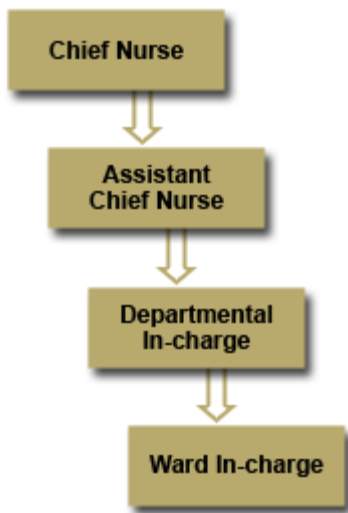 Chief Nurse
Assistant
Chief Nurse
Departmental
In-charge
Ward In-charge